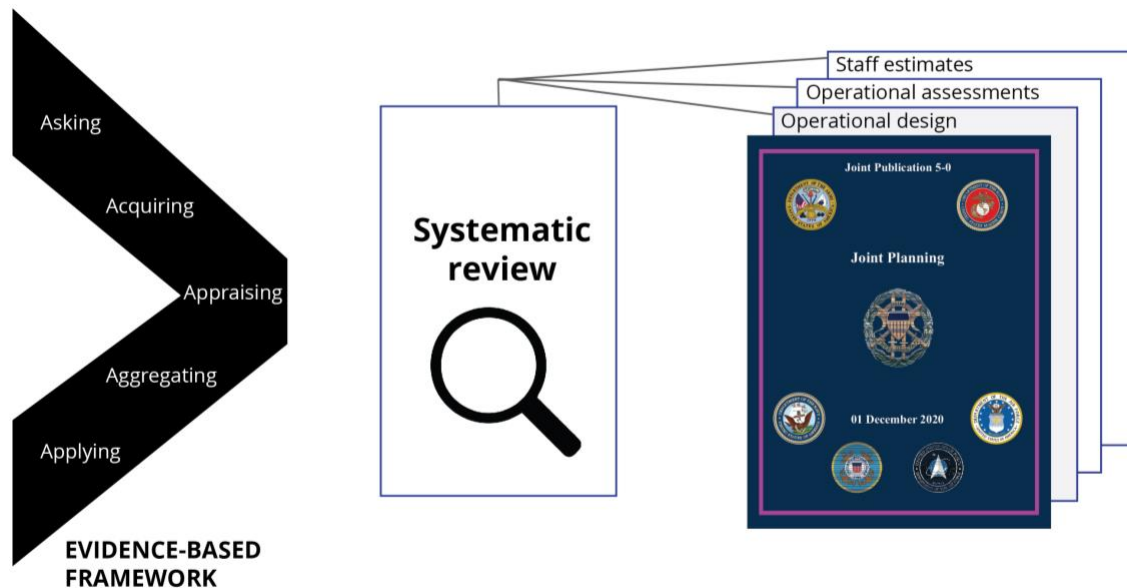 Asking
Acquiring
Appraising
Aggregating
Applying
EVIDENCE-BASED
FRAMEWORK
Systematic
review
Staff estimates
Operational assessments
Operational design
Joint Publication 5-0
Joint Planning
01 December 2020